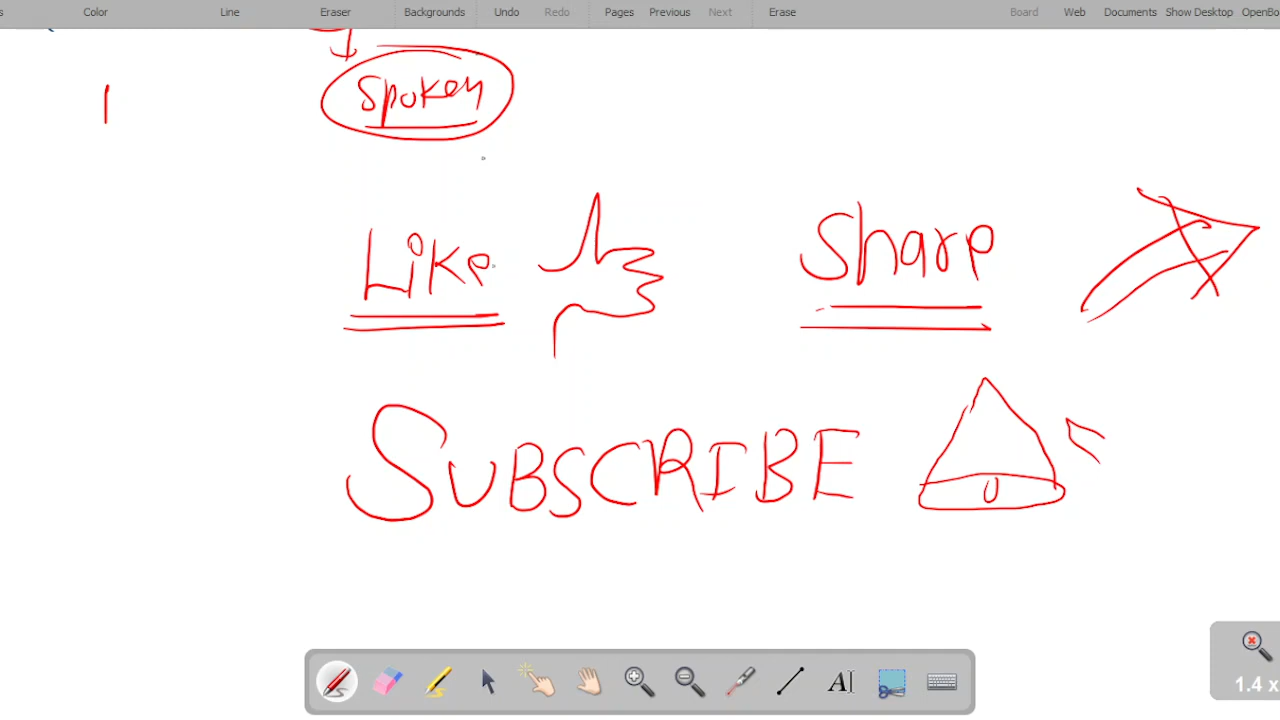 Color Line Eraser Backgrounds Undo Redo Pages Previous Next Erase Board Web Documents Show Desktop OpenBo
Spoken
Like Share
SUBSCRIBE
1.4 x